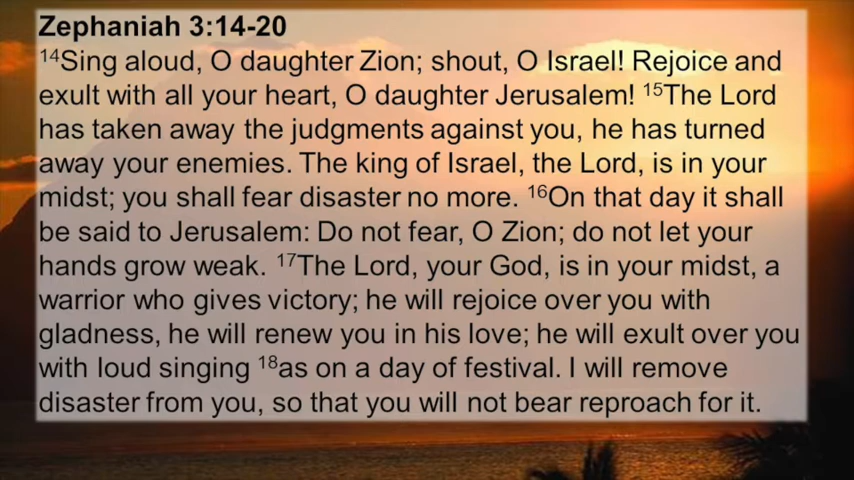 Zephaniah 3:14-20
14Sing aloud, O daughter Zion; shout, O Israel! Rejoice and
exult with all your heart, O daughter Jerusalem! 15The Lord
has taken away the judgments against you, he has turned
away your enemies. The king of Israel, the Lord, is in your
midst; you shall fear disaster no more. 16On that day it shall
be said to Jerusalem: Do not fear, O Zion; do not let your
hands grow weak. 17The Lord, your God, is in your midst, a
warrior who gives victory; he will rejoice over you with
gladness, he will renew you in his love; he will exult over you
with loud singing 18as on a day of festival. I will remove
disaster from you, so that you will not bear reproach for it.